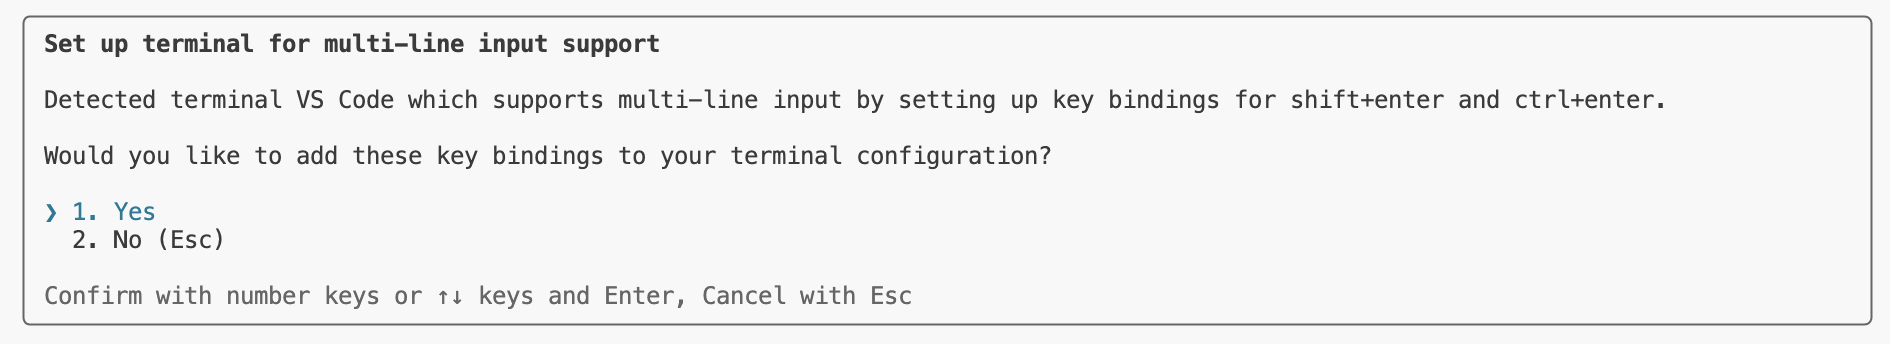 Set up terminal for multi-line input support
Detected terminal VS Code which supports multi-line input by setting up key bindings for shift+enter and ctrl+enter.
Would you like to add these key bindings to your terminal configuration?
❯ 1. Yes
2. No (Esc)
Confirm with number keys or ↑↓ keys and Enter, Cancel with Esc